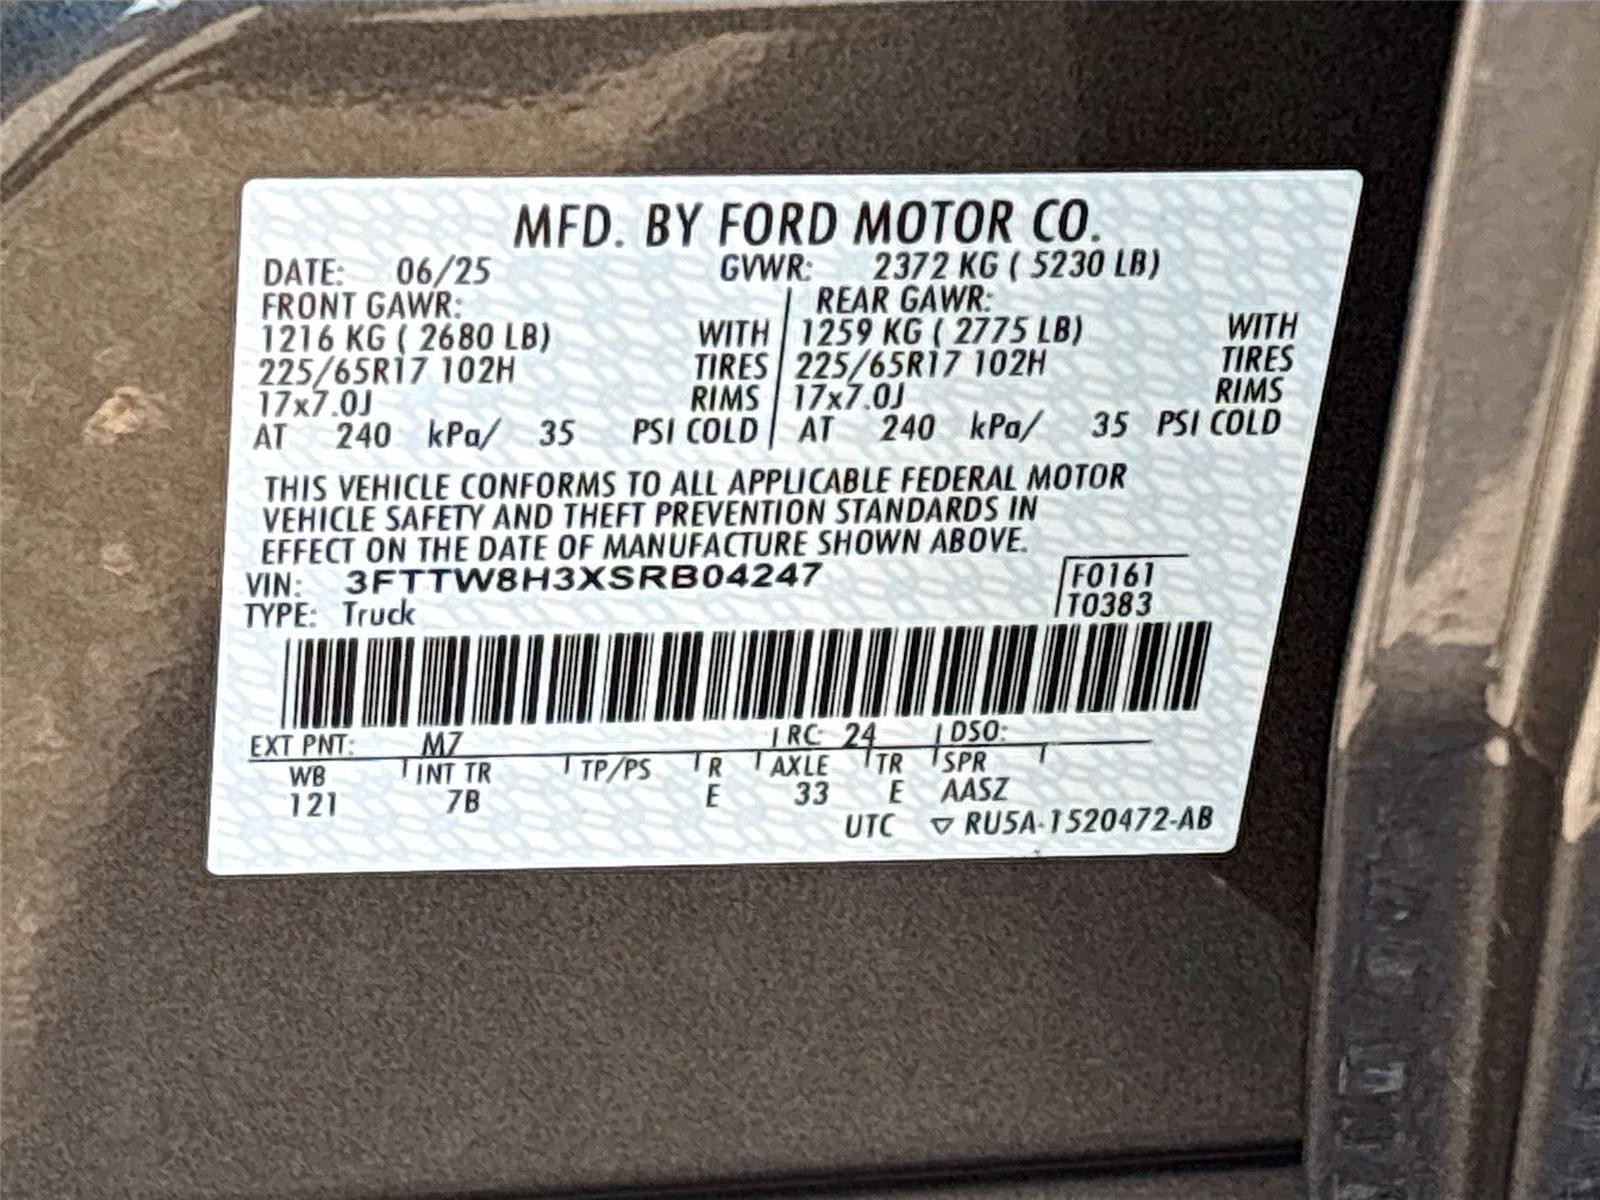 MFD. BY FORD MOTOR CO.
DATE: 06/25 GVWR: 2372 KG ( 5230 LB)
FRONT GAWR: REAR GAWR:
1216 KG ( 2680 LB) WITH 1259 KG ( 2775 LB) WITH
225/65R17 102H TIRES 225/65R17 102H TIRES
17x7.0J RIMS 17x7.0J RIMS
AT 240 kPa/ 35 PSI COLD AT 240 kPa/ 35 PSI COLD
THIS VEHICLE CONFORMS TO ALL APPLICABLE FEDERAL MOTOR
VEHICLE SAFETY AND THEFT PREVENTION STANDARDS IN
EFFECT ON THE DATE OF MANUFACTURE SHOWN ABOVE.
VIN: 3FTTW8H3XSRB04247 F0161
TYPE: Truck T0383
EXT PNT: M7 RC: 24 DSO:
WB INT TR TP/PS R AXLE TR SPR
121 7B E 33 E AASZ
UTC ▽ RU5A-1520472-AB